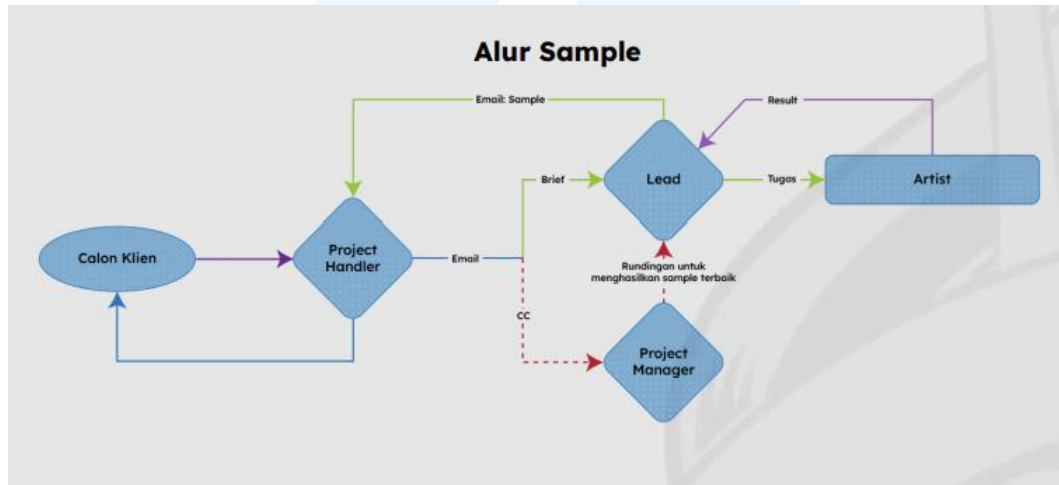 Alur Sample
Email: Sample
Result
Brief
Lead
Tugas
Artist
Calon Klien
Project
Handler
Email
Rundingan untuk
menghasilkan sample terbaik
CC
Project
Manager